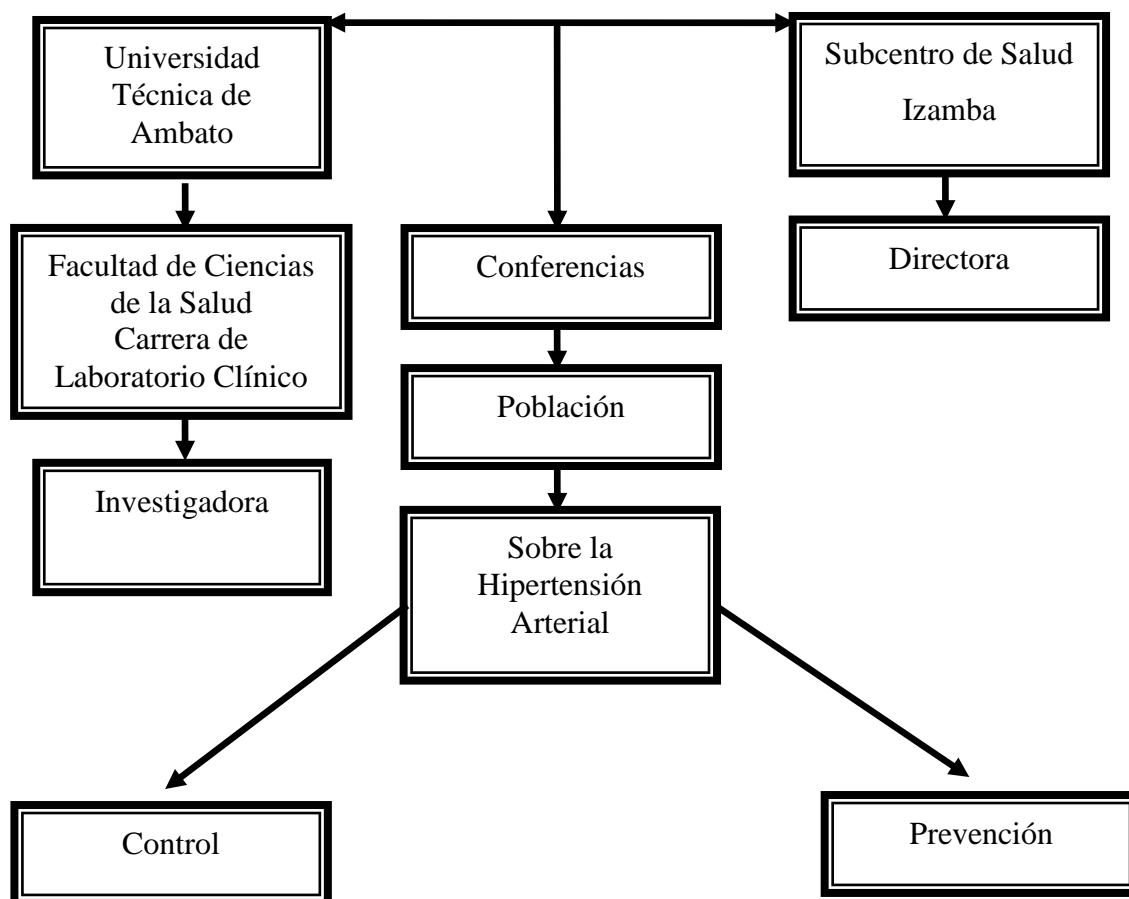 Universidad
Técnica de
Ambato
Subcentro de Salud
Izamba
Facultad de Ciencias
de la Salud
Carrera de
Laboratorio Clínico
Conferencias
Directora
Población
Investigadora
Sobre la
Hipertensión
Arterial
Control
Prevención